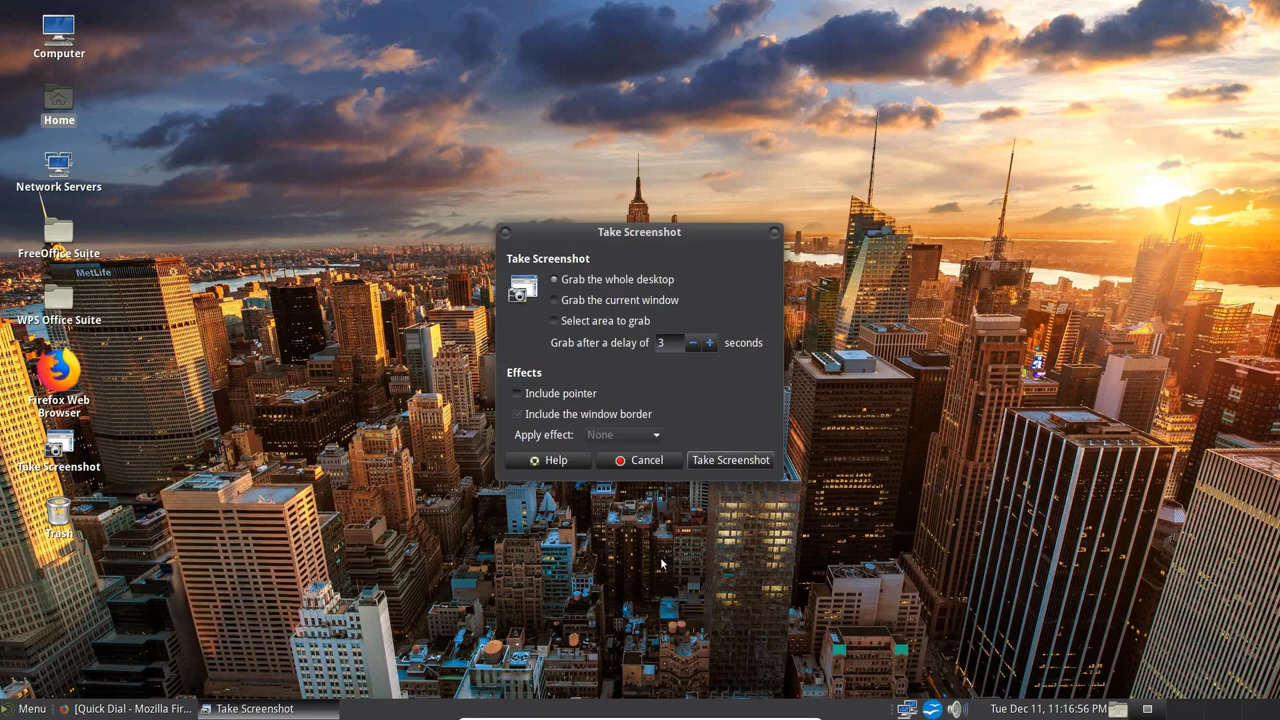 Computer
Home
Network Servers
FreeOffice Suite
WPS Office Suite
Firefox Web
Browser
Take Screenshot
Trash
MetLife
Take Screenshot
Take Screenshot
Grab the whole desktop
Grab the current window
Select area to grab
Grab after a delay of 3 seconds
Effects
Include pointer
Include the window border
Apply effect: None
Help Cancel Take Screenshot
Menu [Quick Dial - Mozilla Fir... Take Screenshot Tue Dec 11, 11:16:56 PM